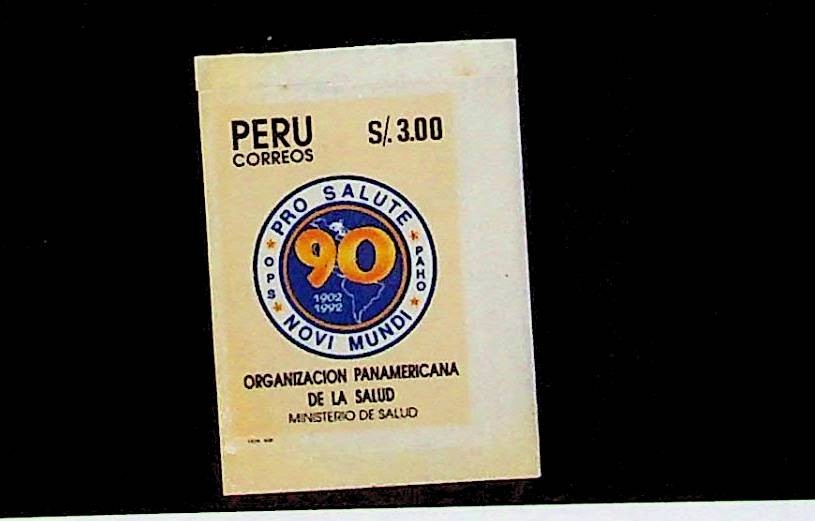 PERU
CORREOS
S/. 3.00
PRO SALUTE
OPS
PAHO
90
1902
1992
NOVI MUNDI
ORGANIZACION PANAMERICANA
DE LA SALUD
MINISTERIO DE SALUD